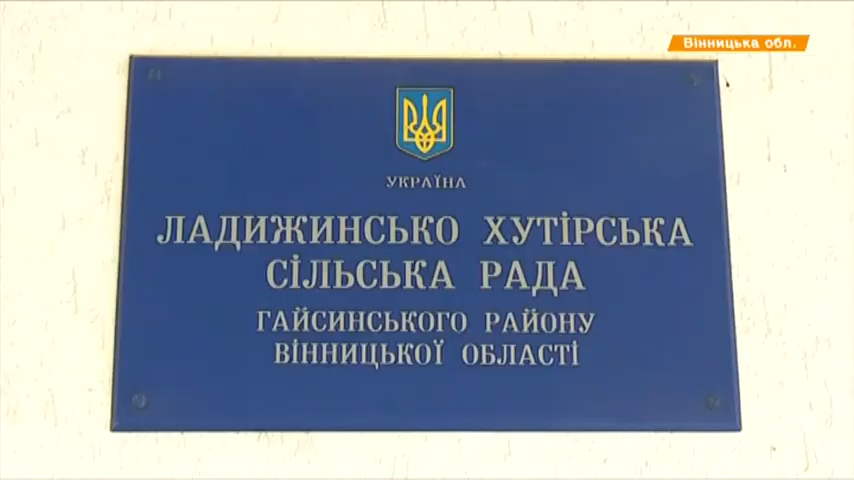 Вінницька обл.
УКРАЇНА
ЛАДИЖИНСЬКО ХУТІРСЬКА
СІЛЬСЬКА РАДА
ГАЙСИНСЬКОГО РАЙОНУ
ВІННИЦЬКОЇ ОБЛАСТІ